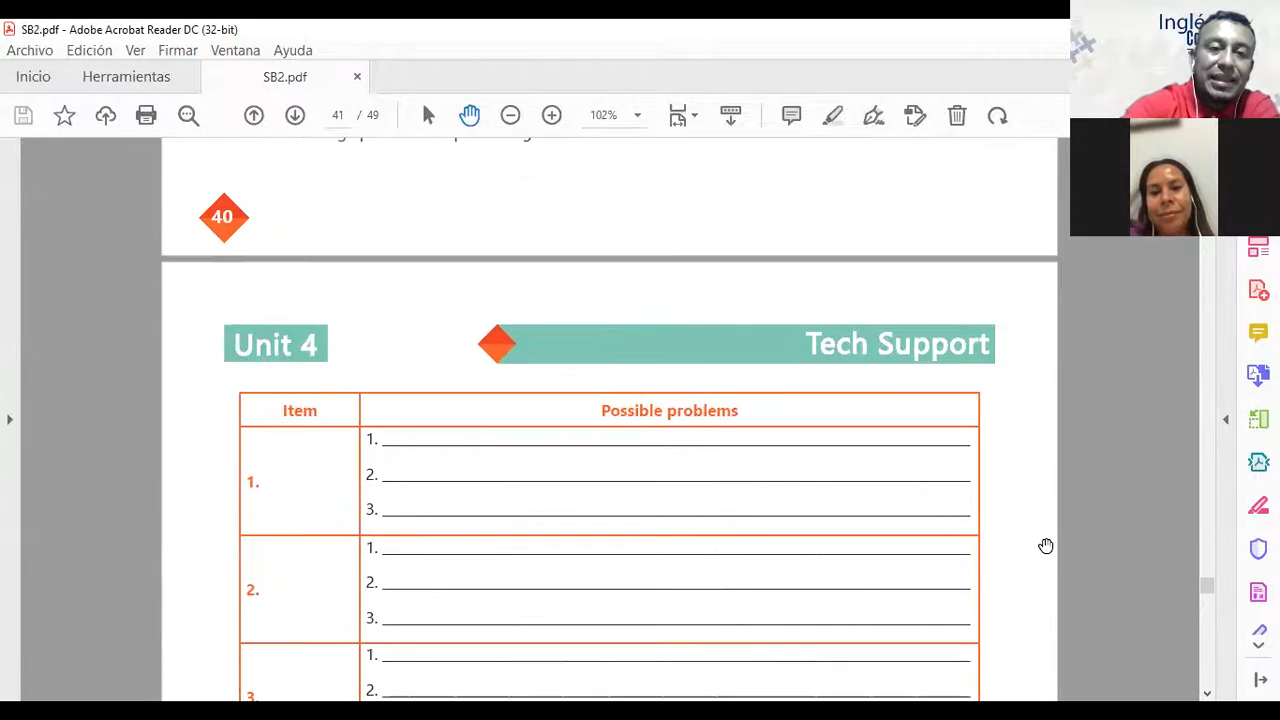 SB2.pdf - Adobe Acrobat Reader DC (32-bit)
Archivo Edición Ver Firmar Ventana Ayuda
Inicio Herramientas SB2.pdf ×
41 / 49 102%
40
Unit 4 Tech Support
Item Possible problems
1.
1.
2.
3.
2.
1.
2.
3.
3.
1.
2.